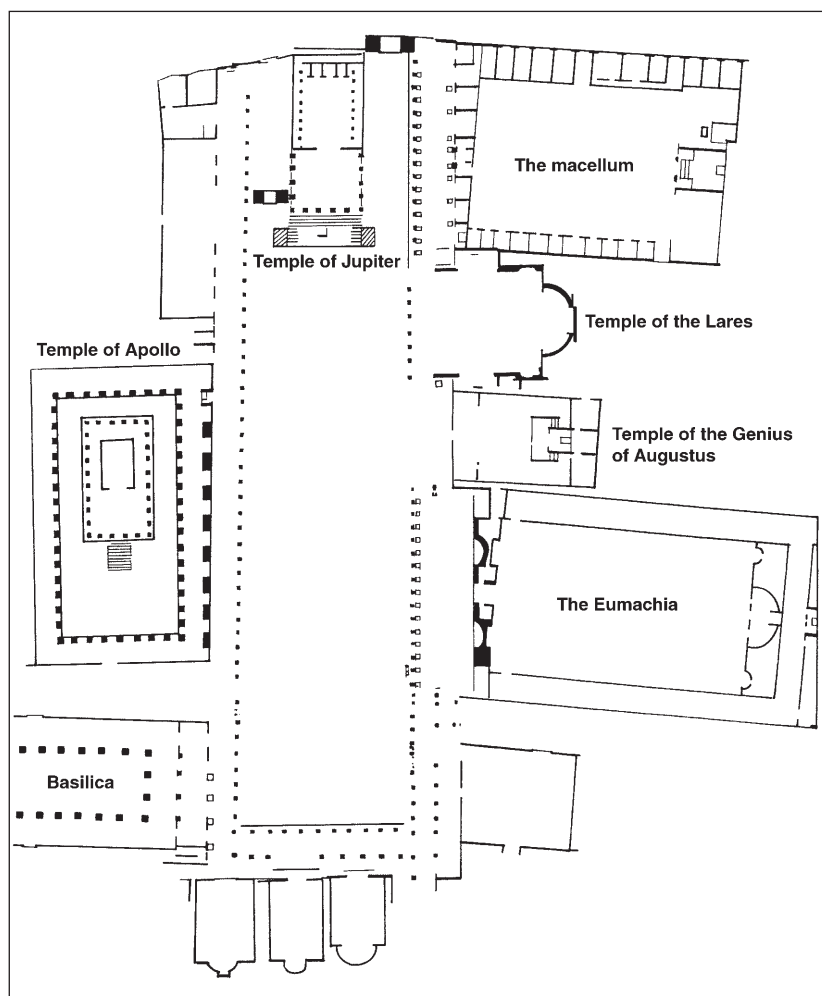 The macellum
Temple of Jupiter
Temple of the Lares
Temple of Apollo
Temple of the Genius
of Augustus
The Eumachia
Basilica